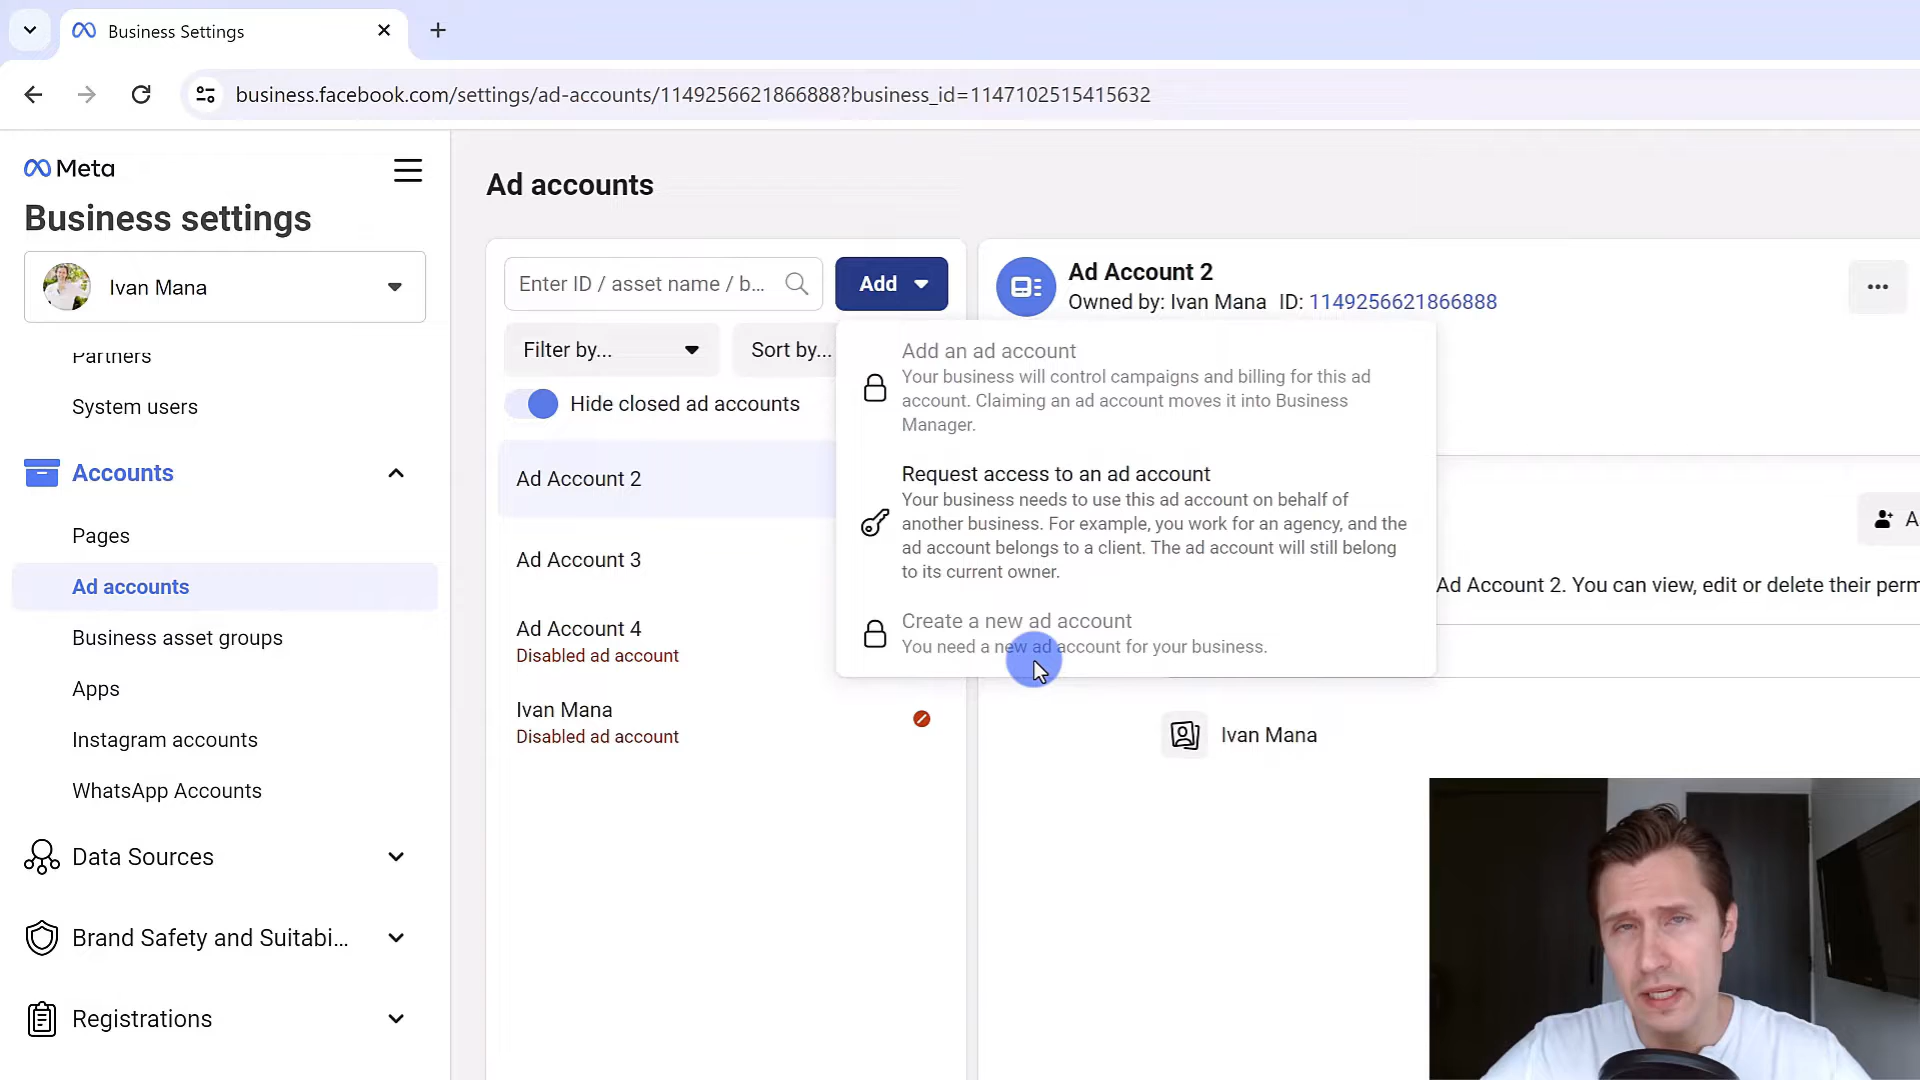 Business Settings
business.facebook.com/settings/ad-accounts/1149256621866888?business_id=1147102515415632
Meta
Business settings
Ivan Mana
Partners
System users
Accounts
Pages
Ad accounts
Business asset groups
Apps
Instagram accounts
WhatsApp Accounts
Data Sources
Brand Safety and Suitabi...
Registrations
Ad accounts
Enter ID / asset name / b...
Add
Filter by...
Sort by...
Hide closed ad accounts
Ad Account 2
Ad Account 3
Ad Account 4
Disabled ad account
Ivan Mana
Disabled ad account
Add an ad account
Your business will control campaigns and billing for this ad
account. Claiming an ad account moves it into Business
Manager.
Request access to an ad account
Your business needs to use this ad account on behalf of
another business. For example, you work for an agency, and the
ad account belongs to a client. The ad account will still belong
to its current owner.
Create a new ad account
You need a new ad account for your business.
Ad Account 2
Owned by: Ivan Mana ID: 1149256621866888
A
Ad Account 2. You can view, edit or delete their perm
Ivan Mana